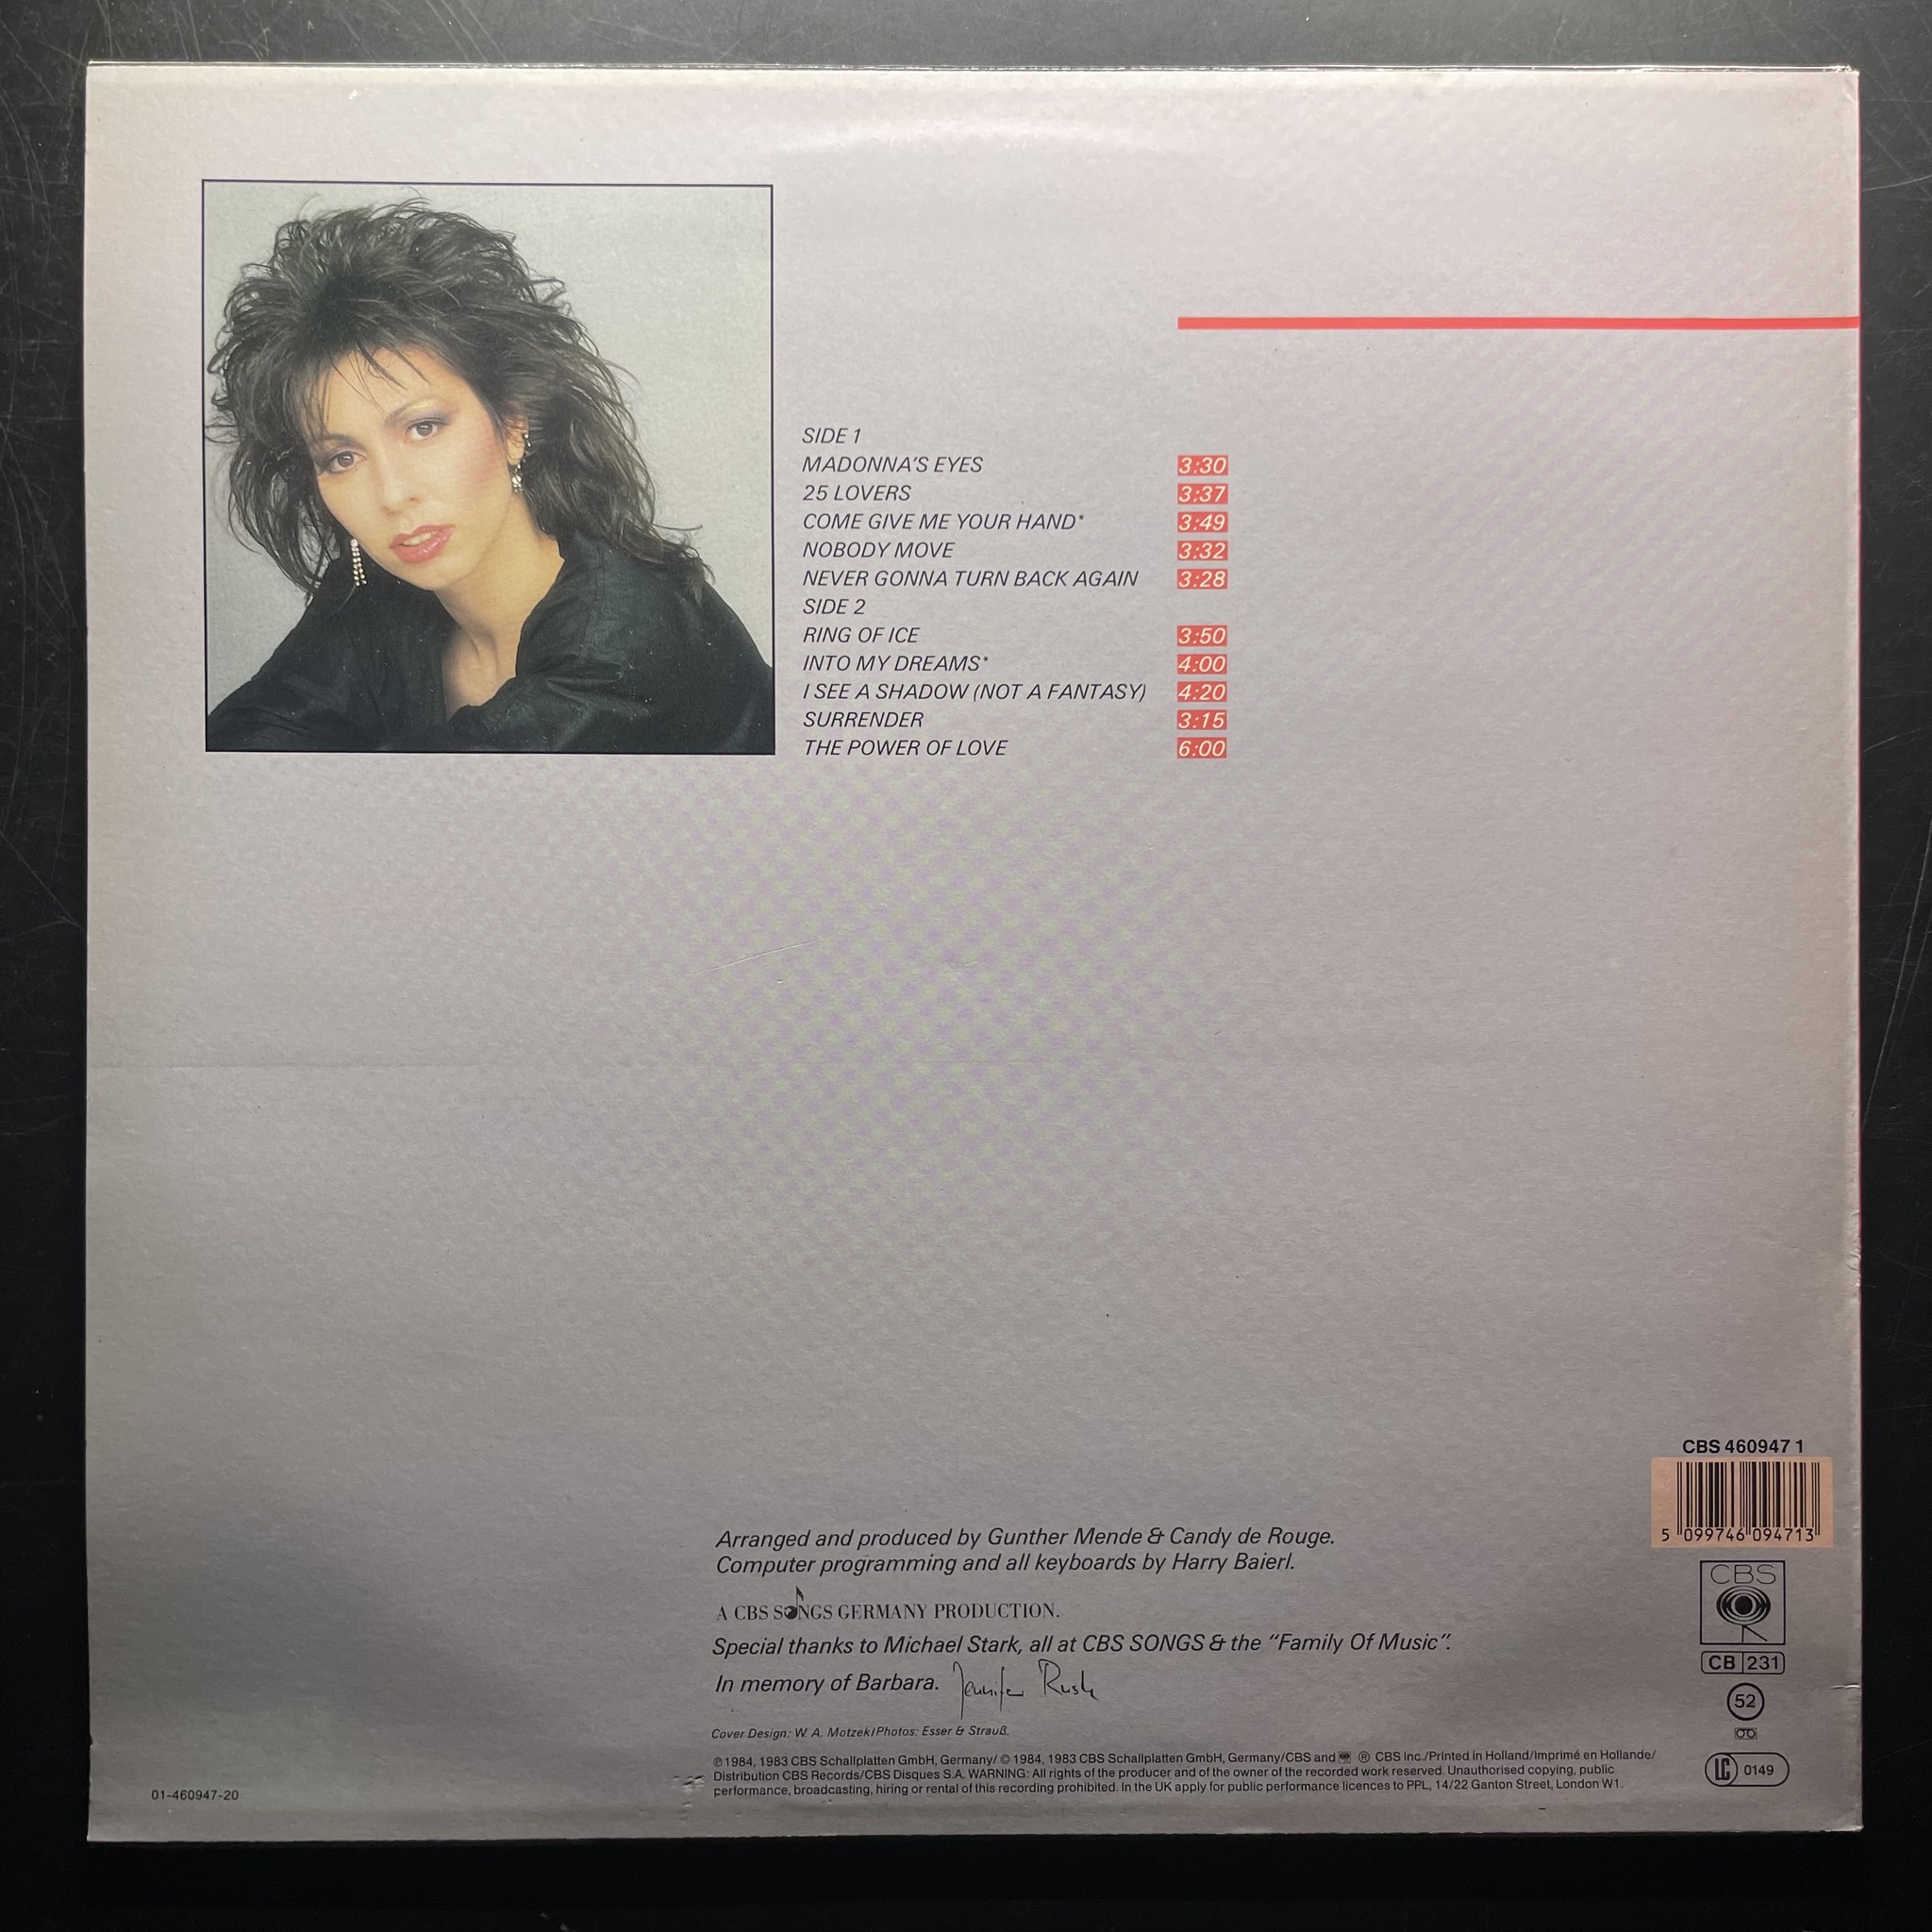 SIDE 1
MADONNA'S EYES 3:30
25 LOVERS 3:37
COME GIVE ME YOUR HAND* 3:49
NOBODY MOVE 3:32
NEVER GONNA TURN BACK AGAIN 3:28
SIDE 2
RING OF ICE 3:50
INTO MY DREAMS* 4:00
I SEE A SHADOW (NOT A FANTASY) 4:20
SURRENDER 3:15
THE POWER OF LOVE 6:00
CBS 460947 1
5 099746 094713
Arranged and produced by Gunther Mende & Candy de Rouge.
Computer programming and all keyboards by Harry Baierl.
A CBS SONGS GERMANY PRODUCTION.
Special thanks to Michael Stark, all at CBS SONGS & the "Family Of Music".
In memory of Barbara. Jennifer Rush
Cover Design: W. A. Motzek/Photos: Esser & Strauß.
℗ 1984, 1983 CBS Schallplatten GmbH, Germany/ © 1984, 1983 CBS Schallplatten GmbH, Germany/CBS and ® CBS Inc./Printed in Holland/Imprimé en Hollande/
Distribution CBS Records/CBS Disques S.A. WARNING: All rights of the producer and of the owner of the recorded work reserved. Unauthorised copying, public
performance, broadcasting, hiring or rental of this recording prohibited. In the UK apply for public performance licences to PPL, 14/22 Ganton Street, London W1.
CBS
CB 231
52
LC 0149
01-460947-20